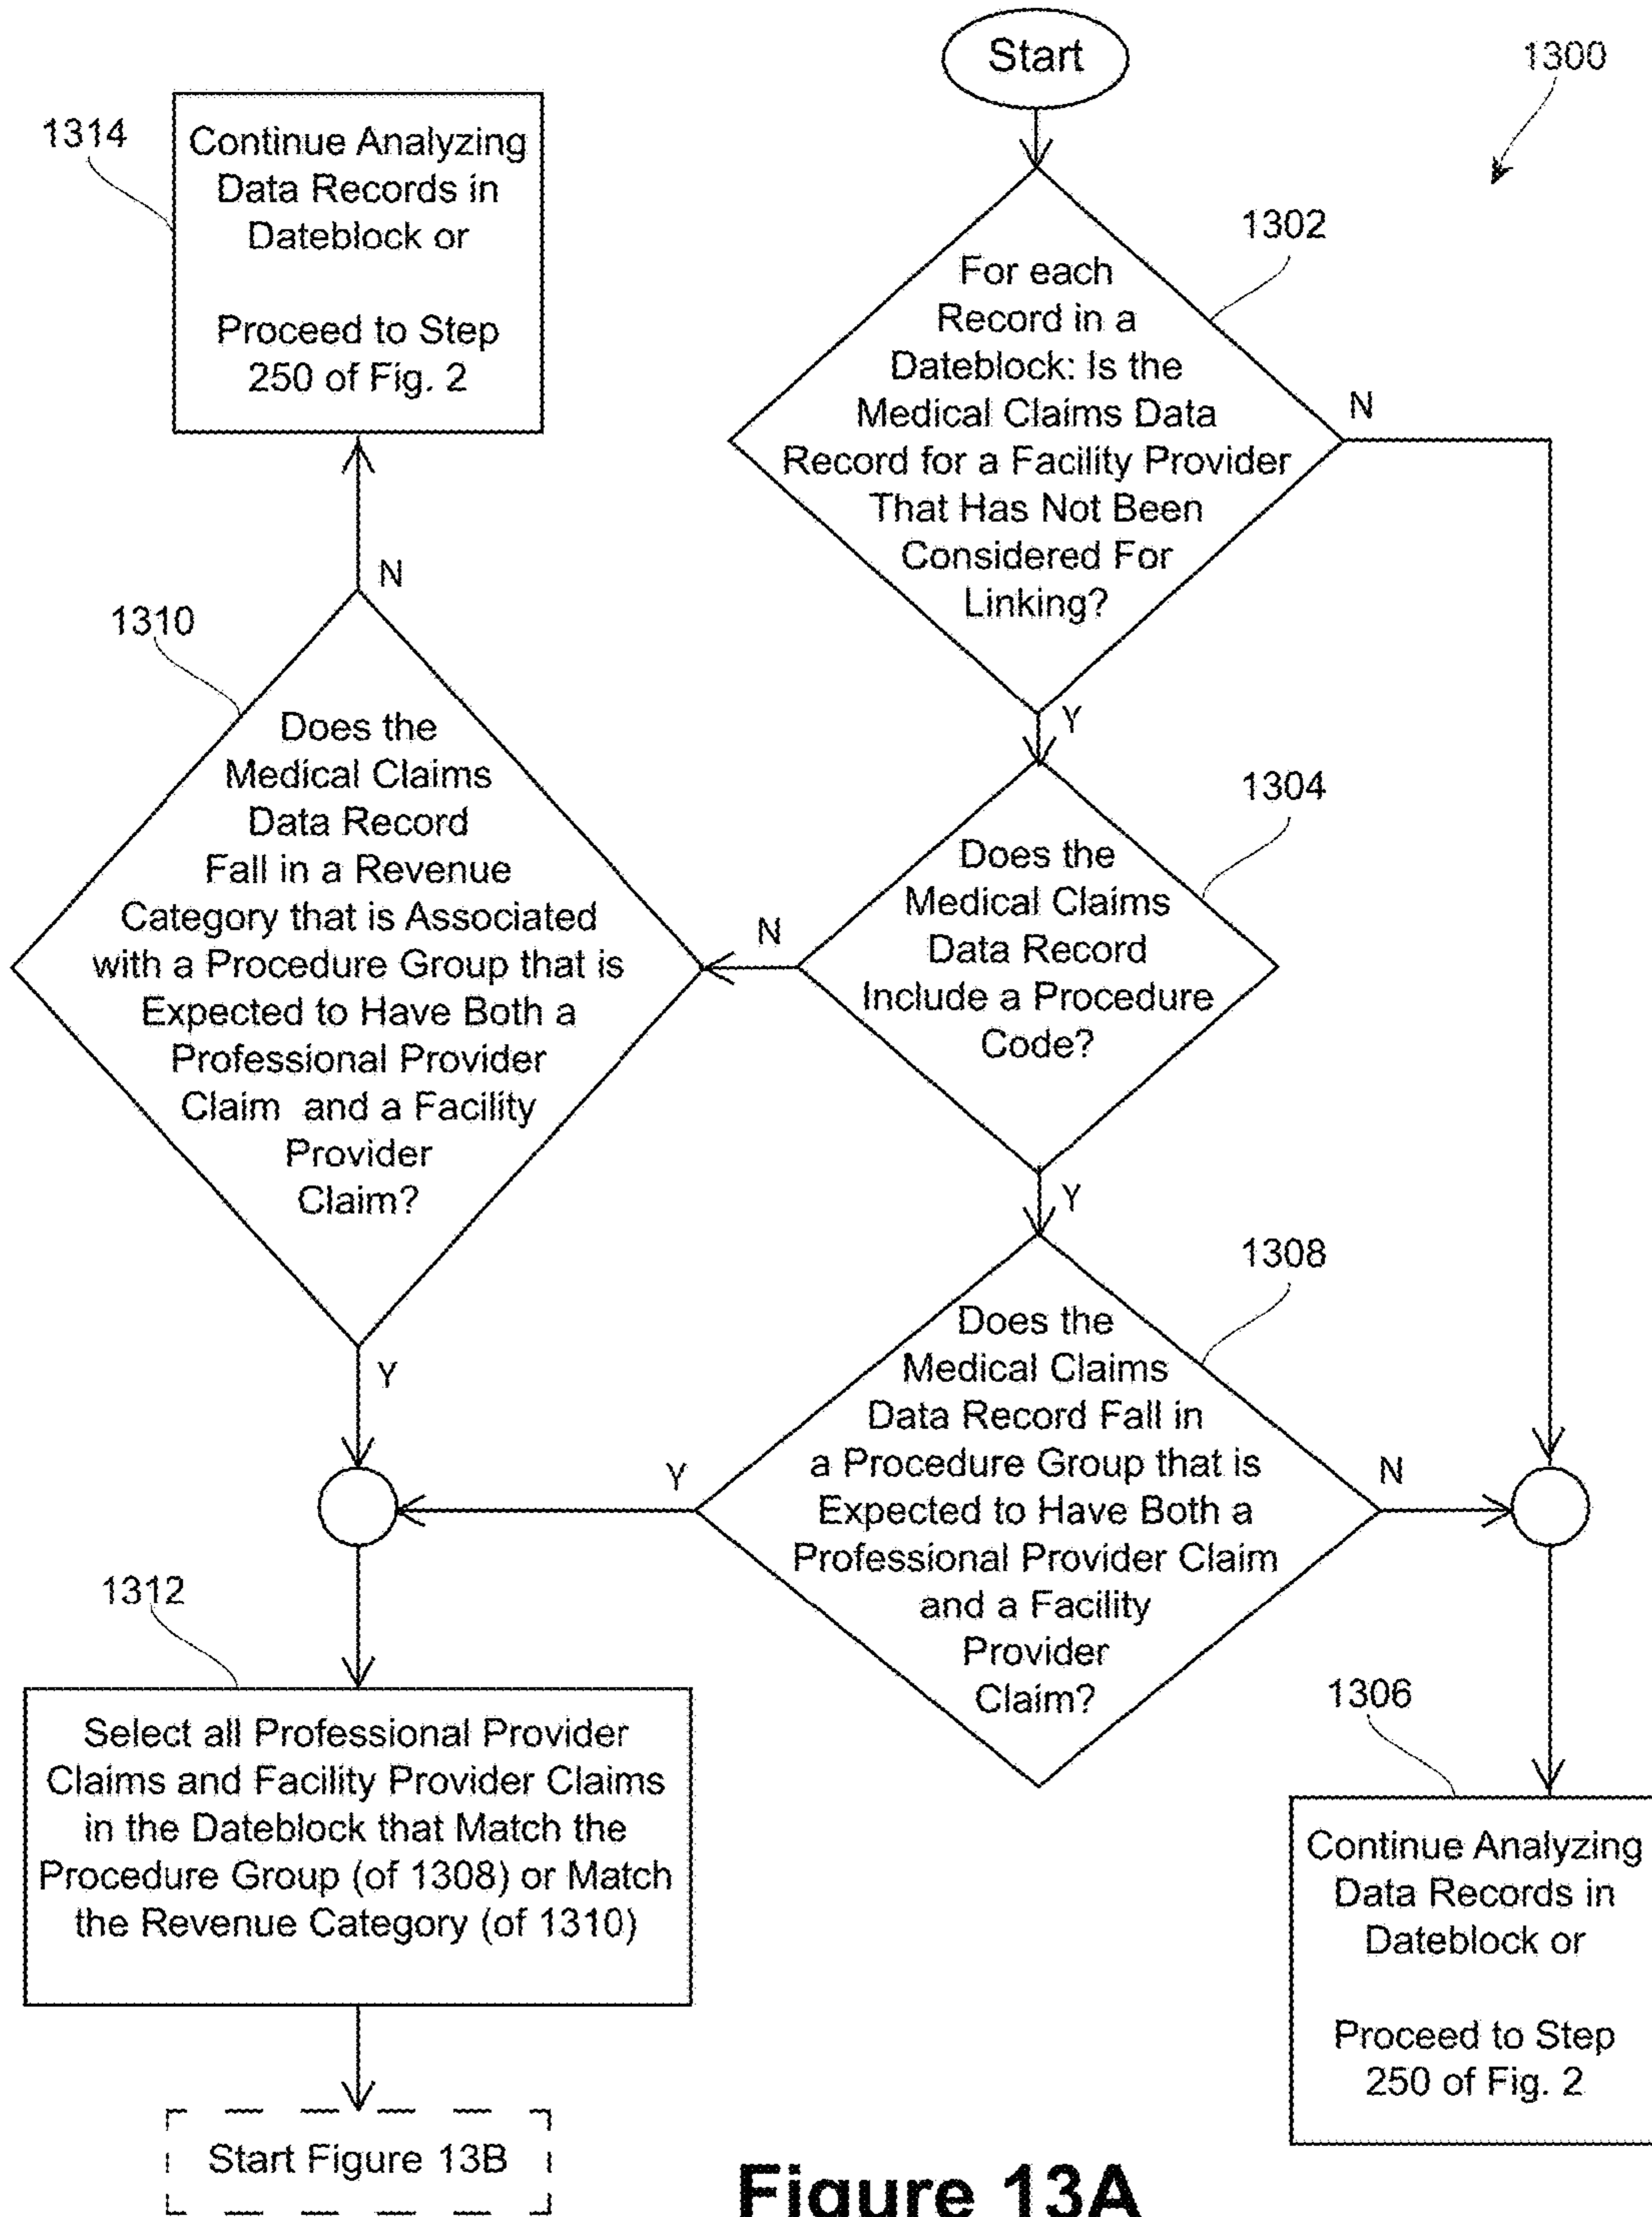 Start
1300
1302
For each
Record in a
Dateblock: Is the
Medical Claims Data
Record for a Facility Provider
That Has Not Been
Considered For
Linking?
N
Y
1314
Continue Analyzing
Data Records in
Dateblock or
Proceed to Step
250 of Fig. 2
N
1310
Does the
Medical Claims
Data Record
Fall in a Revenue
Category that is Associated
with a Procedure Group that is
Expected to Have Both a
Professional Provider
Claim and a Facility
Provider
Claim?
Y
1304
Does the
Medical Claims
Data Record
Include a Procedure
Code?
N
Y
1308
Does the
Medical Claims
Data Record Fall in
a Procedure Group that is
Expected to Have Both a
Professional Provider Claim
and a Facility
Provider
Claim?
Y
N
1312
Select all Professional Provider
Claims and Facility Provider Claims
in the Dateblock that Match the
Procedure Group (of 1308) or Match
the Revenue Category (of 1310)
1306
Continue Analyzing
Data Records in
Dateblock or
Proceed to Step
250 of Fig. 2
Start Figure 13B
Figure 13A